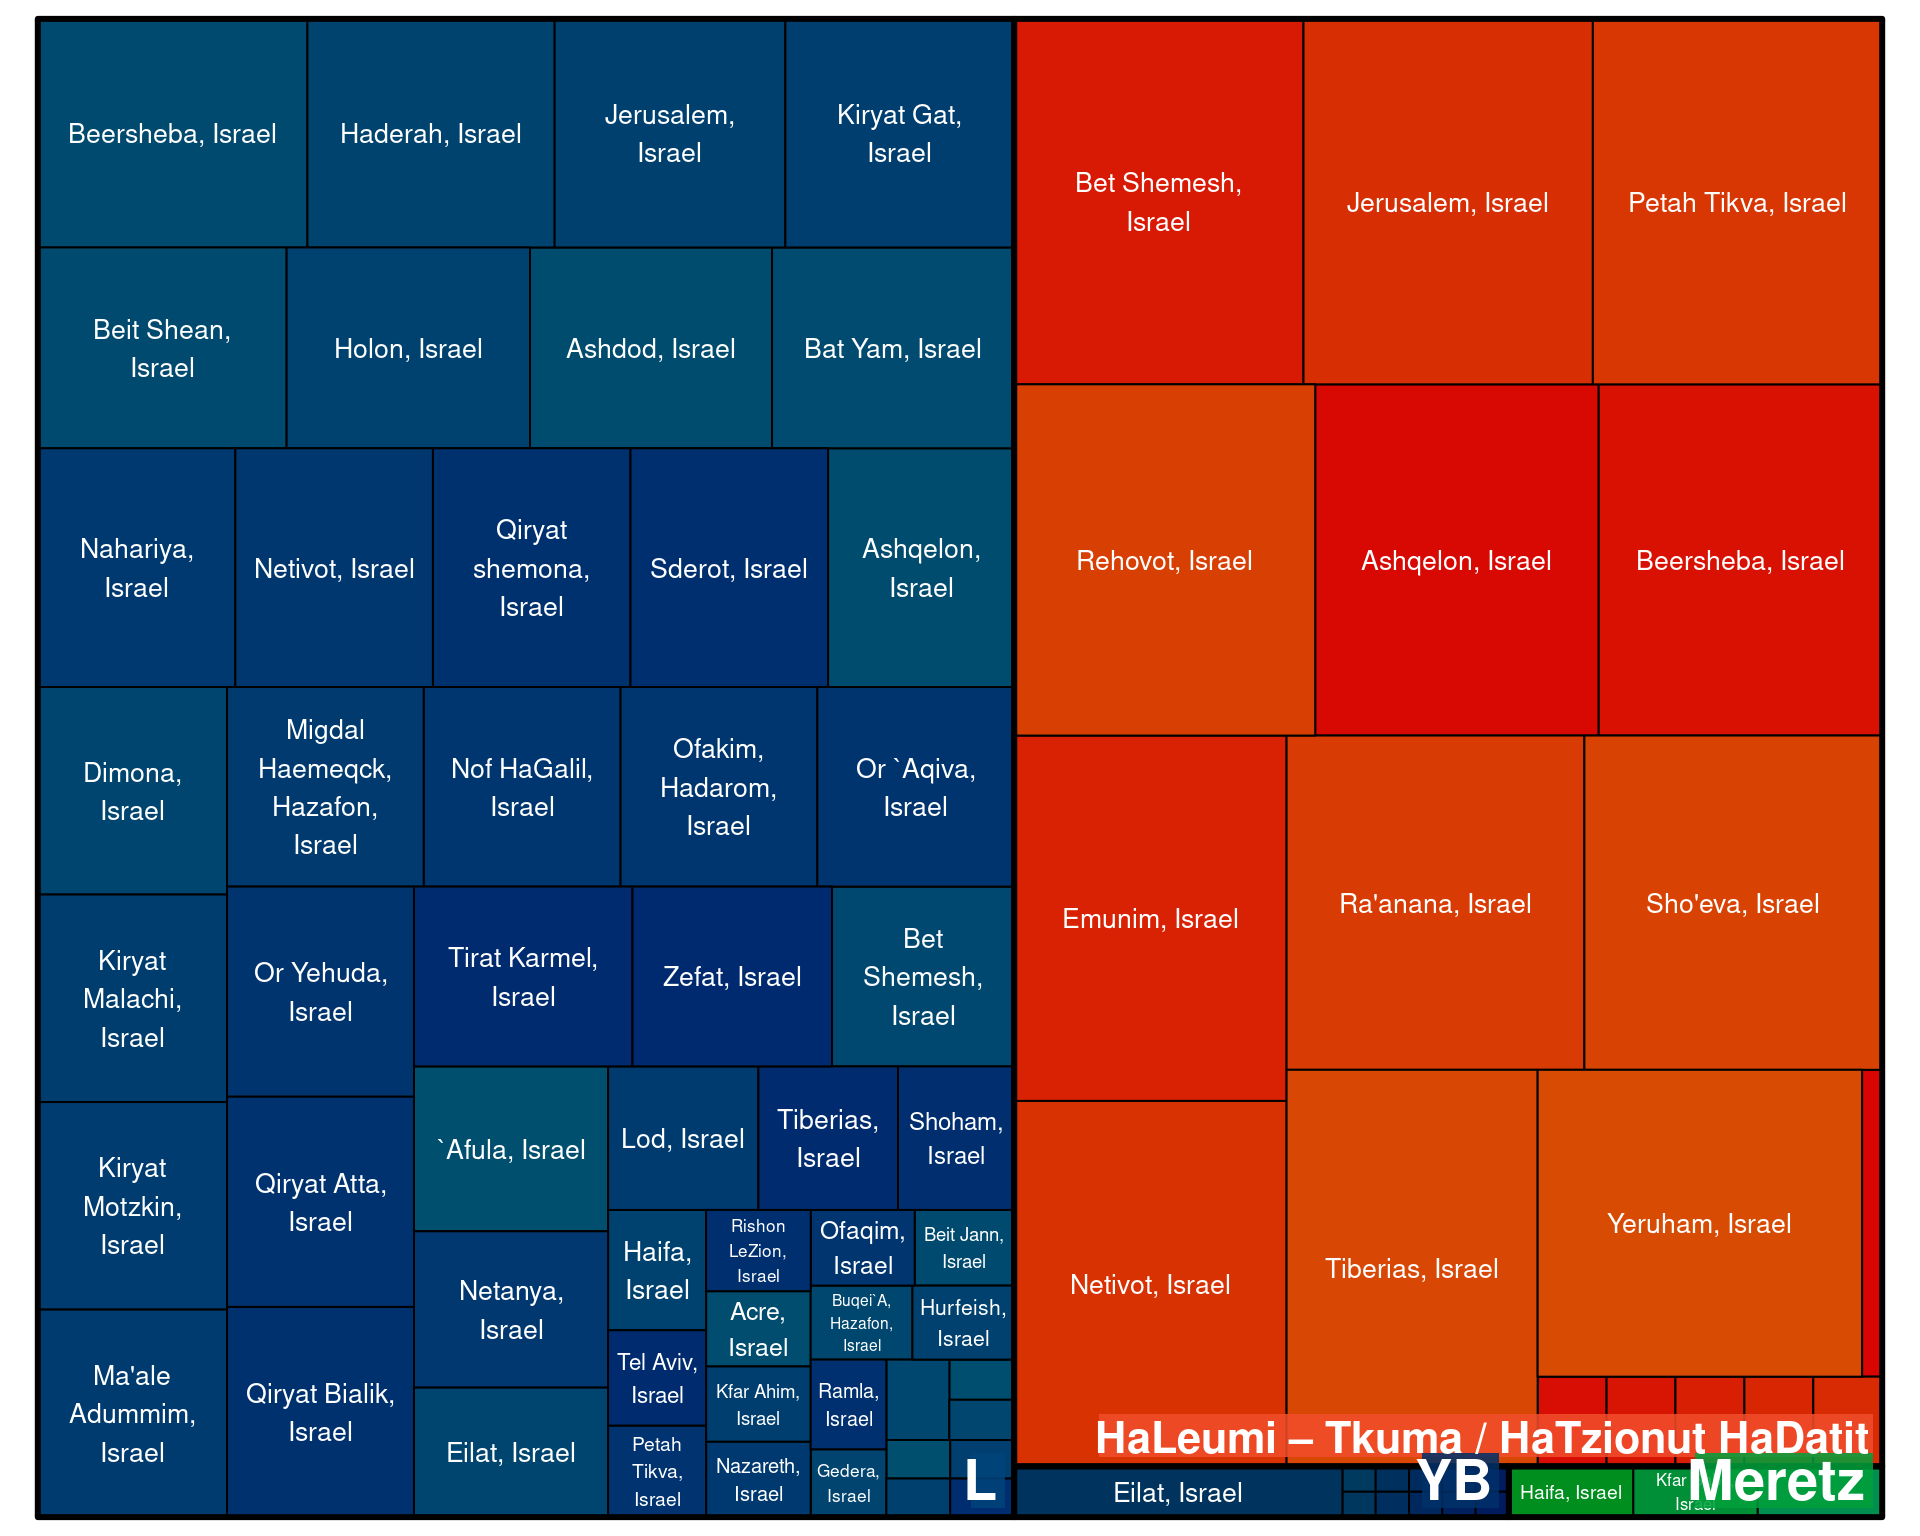 Beersheba, Israel
Haderah, Israel
Jerusalem,
Israel
Kiryat Gat,
Israel
Beit Shean,
Israel
Holon, Israel
Ashdod, Israel
Bat Yam, Israel
Nahariya,
Israel
Netivot, Israel
Qiryat
shemona,
Israel
Sderot, Israel
Ashqelon,
Israel
Dimona,
Israel
Migdal
Haemeqck,
Hazafon,
Israel
Nof HaGalil,
Israel
Ofakim,
Hadarom,
Israel
Or `Aqiva,
Israel
Kiryat
Malachi,
Israel
Or Yehuda,
Israel
Tirat Karmel,
Israel
Zefat, Israel
Bet
Shemesh,
Israel
Kiryat
Motzkin,
Israel
Qiryat Atta,
Israel
`Afula, Israel
Lod, Israel
Tiberias,
Israel
Shoham,
Israel
Ma'ale
Adummim,
Israel
Qiryat Bialik,
Israel
Netanya,
Israel
Eilat, Israel
Haifa,
Israel
Rishon
LeZion,
Israel
Ofaqim,
Israel
Beit Jann,
Israel
Acre,
Israel
Buqei`A,
Hazafon,
Israel
Hurfeish,
Israel
Tel Aviv,
Israel
Kfar Ahim,
Israel
Ramla,
Israel
Petah
Tikva,
Israel
Nazareth,
Israel
Gedera,
Israel
L
Bet Shemesh,
Israel
Jerusalem, Israel
Petah Tikva, Israel
Rehovot, Israel
Ashqelon, Israel
Beersheba, Israel
Emunim, Israel
Ra'anana, Israel
Sho'eva, Israel
Netivot, Israel
Tiberias, Israel
Yeruham, Israel
HaLeumi – Tkuma / HaTzionut HaDatit
Eilat, Israel
YB
Haifa, Israel
Kfar
Israel
Meretz